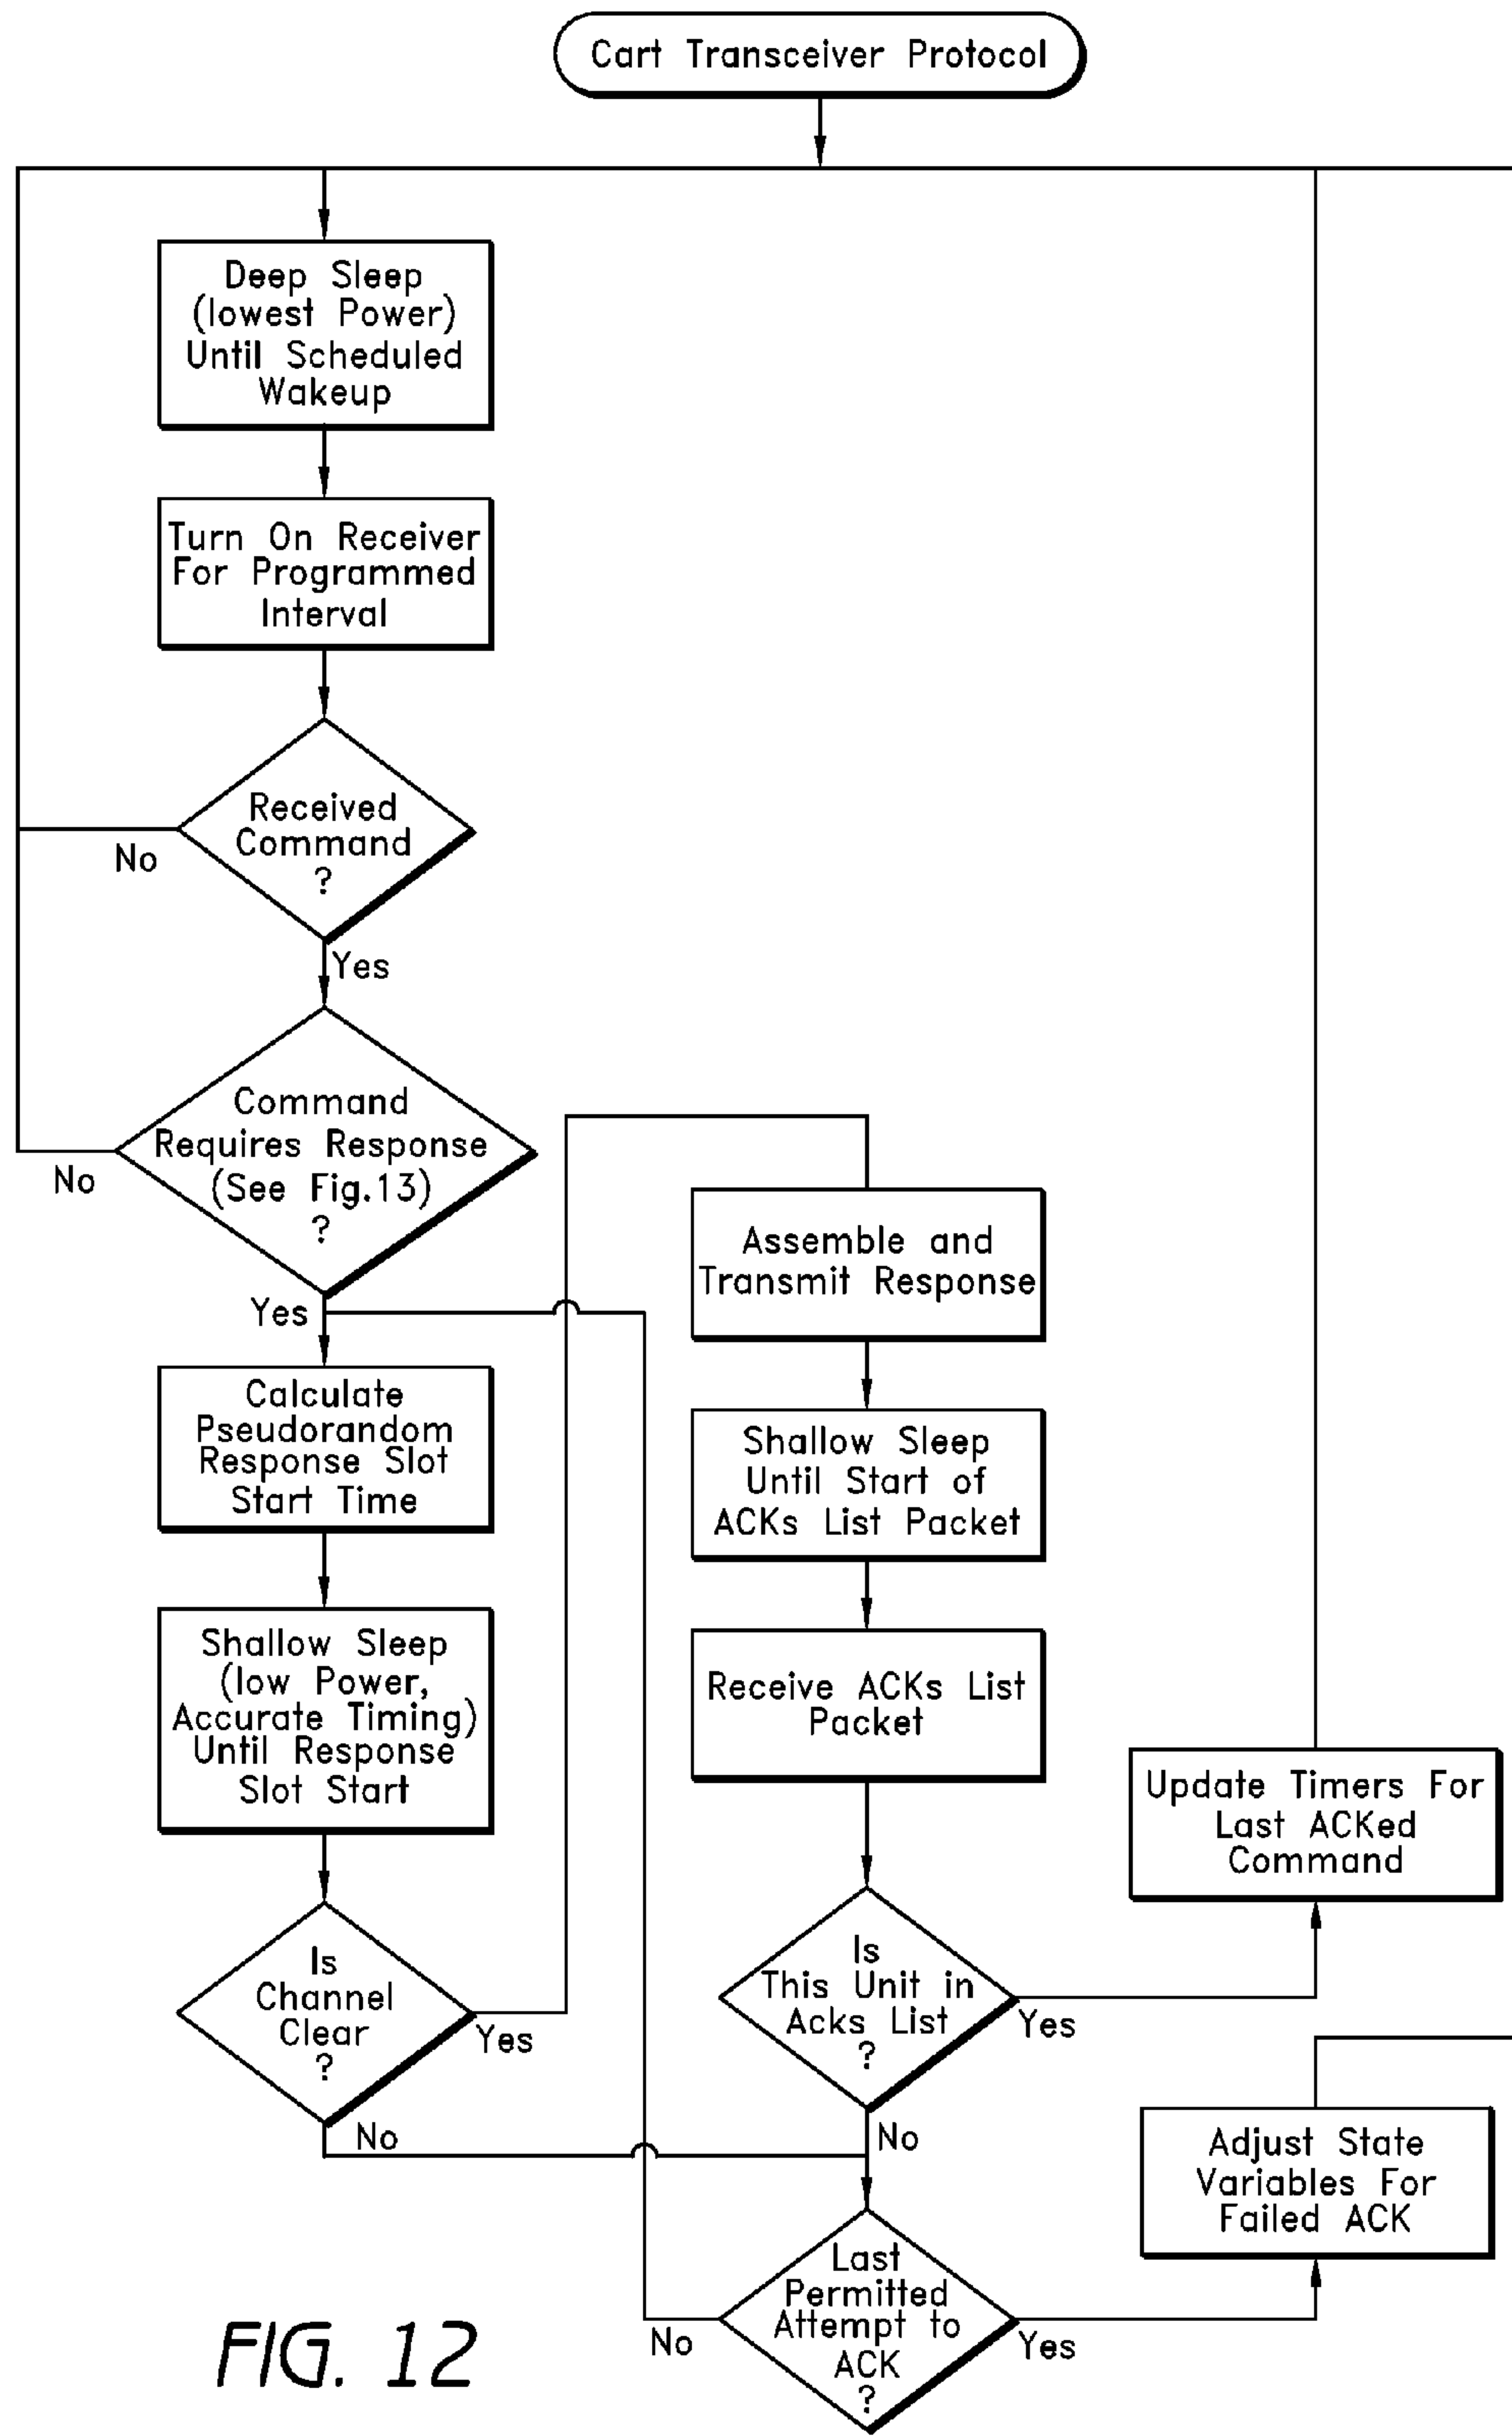 Cart Transceiver Protocol
Deep Sleep
(lowest Power)
Until Scheduled
Wakeup
Turn On Receiver
For Programmed
Interval
Received
Command
?
No
Yes
Command
Requires Response
(See Fig.13)
?
No
Yes
Calculate
Pseudorandom
Response Slot
Start Time
Shallow Sleep
(low Power,
Accurate Timing)
Until Response
Slot Start
Is
Channel
Clear
?
Yes
No
Assemble and
Transmit Response
Shallow Sleep
Until Start of
ACKs List Packet
Receive ACKs List
Packet
Is
This Unit in
Acks List
?
Yes
No
Update Timers For
Last ACKed
Command
Last
Permitted
Attempt to
ACK
?
No
Yes
Adjust State
Variables For
Failed ACK
FIG. 12